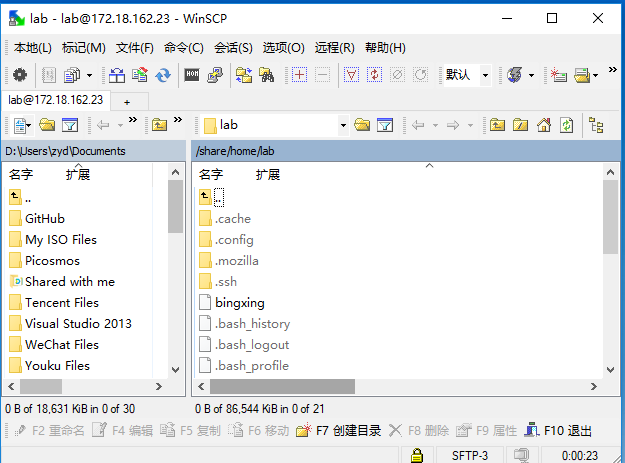 lab - lab@172.18.162.23 - WinSCP
本地(L) 标记(M) 文件(F) 命令(C) 会话(S) 选项(O) 远程(R) 帮助(H)
默认
lab@172.18.162.23 +
lab
D:\Users\zyd\Documents /share/home/lab
名字 扩展 名字 扩展
.. ..
GitHub .cache
My ISO Files .config
Picosmos .mozilla
Shared with me .ssh
Tencent Files bingxing
Visual Studio 2013 .bash_history
WeChat Files .bash_logout
Youku Files .bash_profile
0 B of 18,631 KiB in 0 of 30 0 B of 86,544 KiB in 0 of 21
F2 重命名 F4 编辑 F5 复制 F6 移动 F7 创建目录 F8 删除 F9 属性 F10 退出
SFTP-3 0:00:23